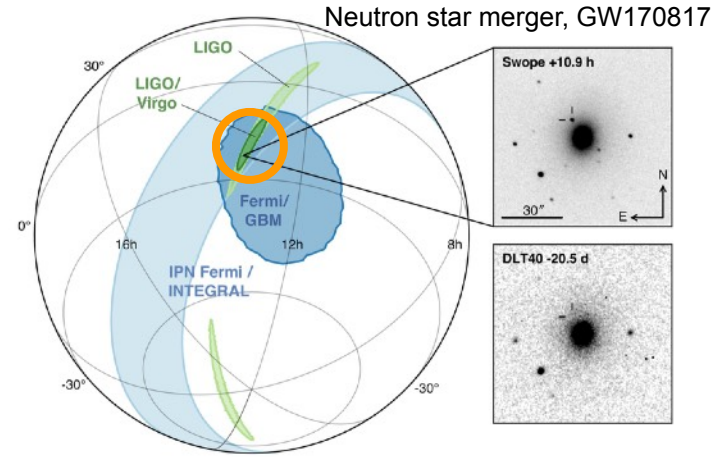 Neutron star merger, GW170817
LIGO
30°
LIGO/
Virgo
Swope +10.9 h
N
30"
E
Fermi/
GBM
0°
16h
12h
8h
IPN Fermi /
INTEGRAL
DLT40 -20.5 d
-30°
-30°